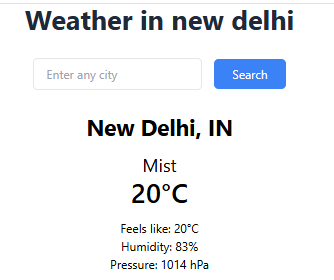 Weather in new delhi
Enter any city
Search
New Delhi, IN
Mist
20°C
Feels like: 20°C
Humidity: 83%
Pressure: 1014 hPa